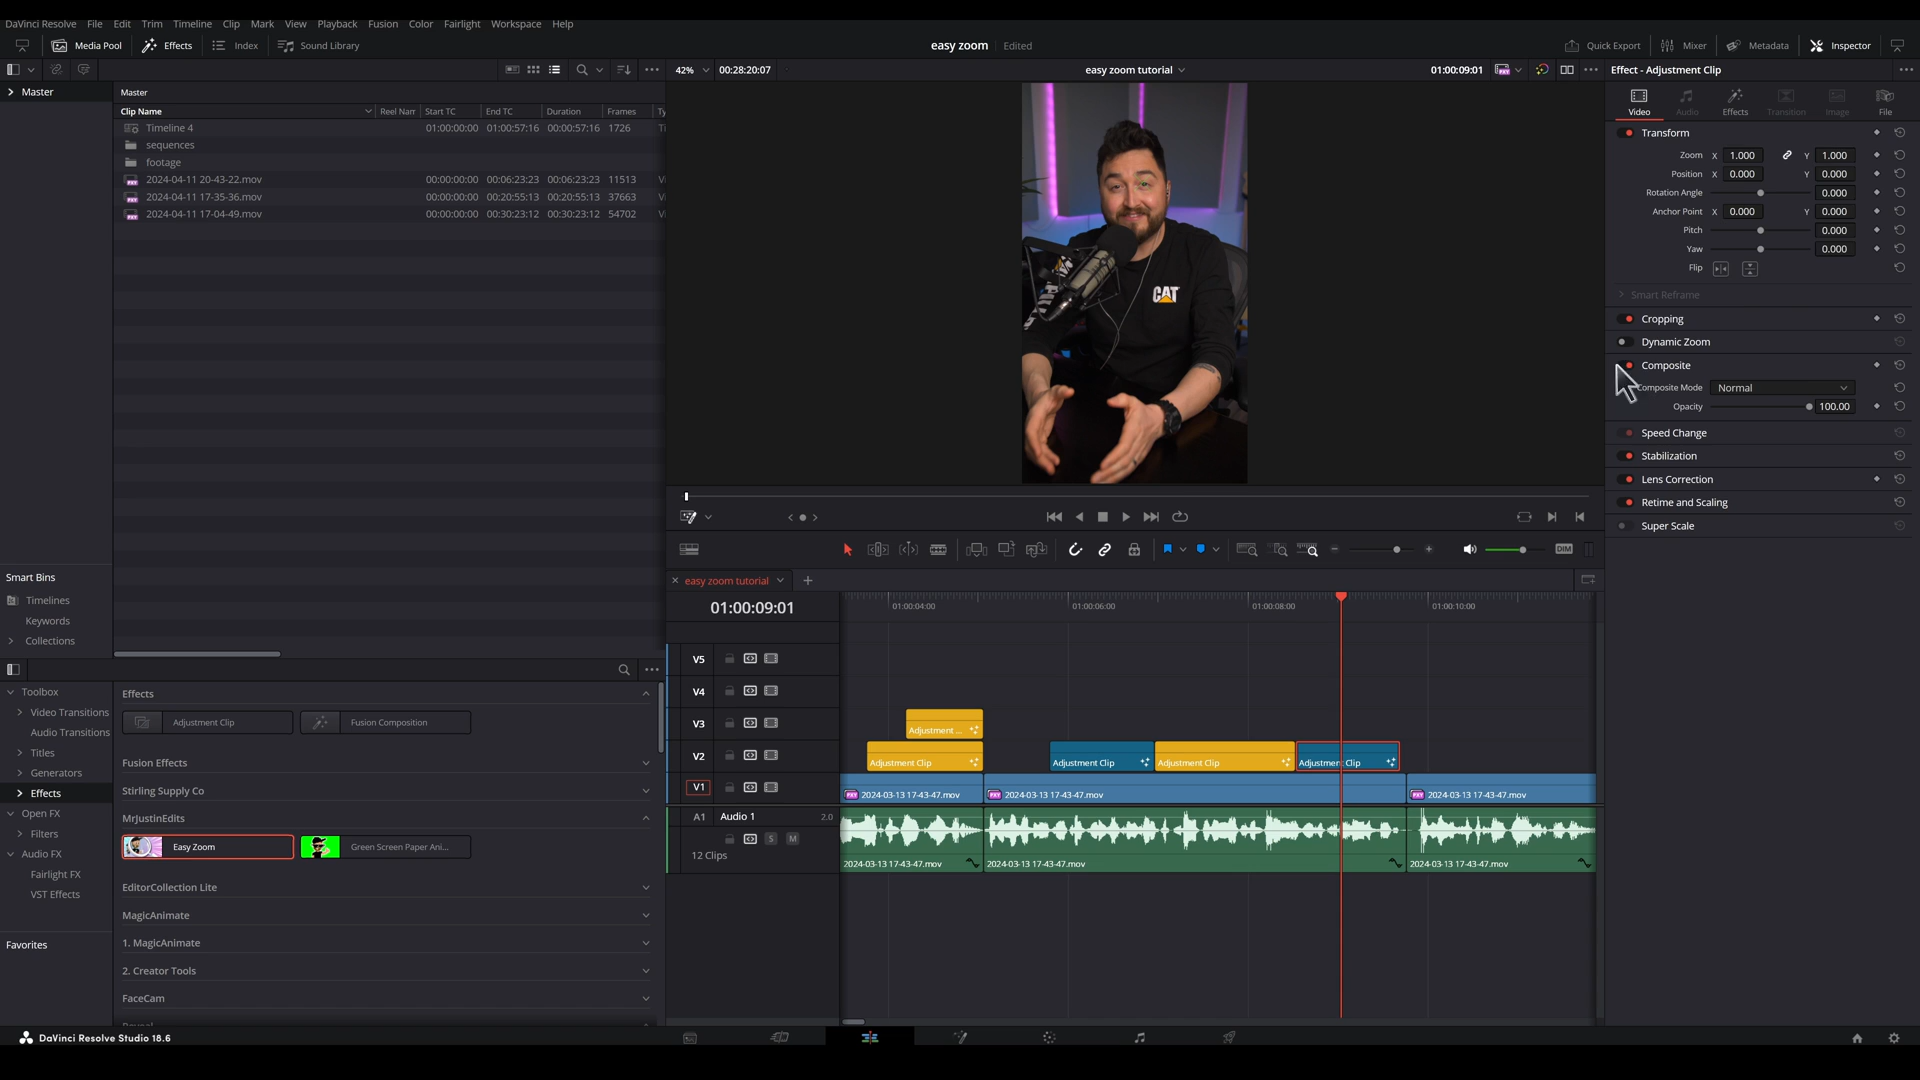 DaVinci Resolve File Edit Trim Timeline Clip Mark View Playback Fusion Color Fairlight Workspace Help
Media Pool Effects Index Sound Library easy zoom Edited Quick Export Mixer Metadata Inspector
42% 00:28:20:07 easy zoom tutorial 01:00:09:01 Effect - Adjustment Clip
Master
Master
Clip Name Reel Nam Start TC End TC Duration Frames Ty
Timeline 4 01:00:00:00 01:00:57:16 00:00:57:16 1726 Ti
sequences
footage
2024-04-11 20-43-22.mov 00:00:00:00 00:06:23:23 00:06:23:23 11513 Vi
2024-04-11 17-35-36.mov 00:00:00:00 00:20:55:13 00:20:55:13 37663 Vi
2024-04-11 17-04-49.mov 00:00:00:00 00:30:23:12 00:30:23:12 54702 Vi
CAT
Video Audio Effects Transition Image File
Transform
Zoom X 1.000 Y 1.000
Position X 0.000 Y 0.000
Rotation Angle 0.000
Anchor Point X 0.000 Y 0.000
Pitch 0.000
Yaw 0.000
Flip
Smart Reframe
Cropping
Dynamic Zoom
Composite
Composite Mode Normal
Opacity 100.00
Speed Change
Stabilization
Lens Correction
Retime and Scaling
Super Scale
Smart Bins
Timelines
Keywords
Collections
Toolbox
Video Transitions
Audio Transitions
Titles
Generators
Effects
Open FX
Filters
Audio FX
Fairlight FX
VST Effects
Favorites
Effects
Adjustment Clip Fusion Composition
Fusion Effects
Stirling Supply Co
MrJustinEdits
Easy Zoom Green Screen Paper Ani...
EditorCollection Lite
MagicAnimate
1. MagicAnimate
2. Creator Tools
FaceCam
DIM
easy zoom tutorial
01:00:09:01 01:00:04:00 01:00:06:00 01:00:08:00 01:00:10:00
V5
V4
V3 Adjustment ...
V2 Adjustment Clip Adjustment Clip Adjustment Clip Adjustment Clip
V1 2024-03-13 17-43-47.mov 2024-03-13 17-43-47.mov 2024-03-13 17-43-47.mov
A1 Audio 1 2.0
S M
12 Clips
2024-03-13 17-43-47.mov 2024-03-13 17-43-47.mov 2024-03-13 17-43-47.mov
DaVinci Resolve Studio 18.6